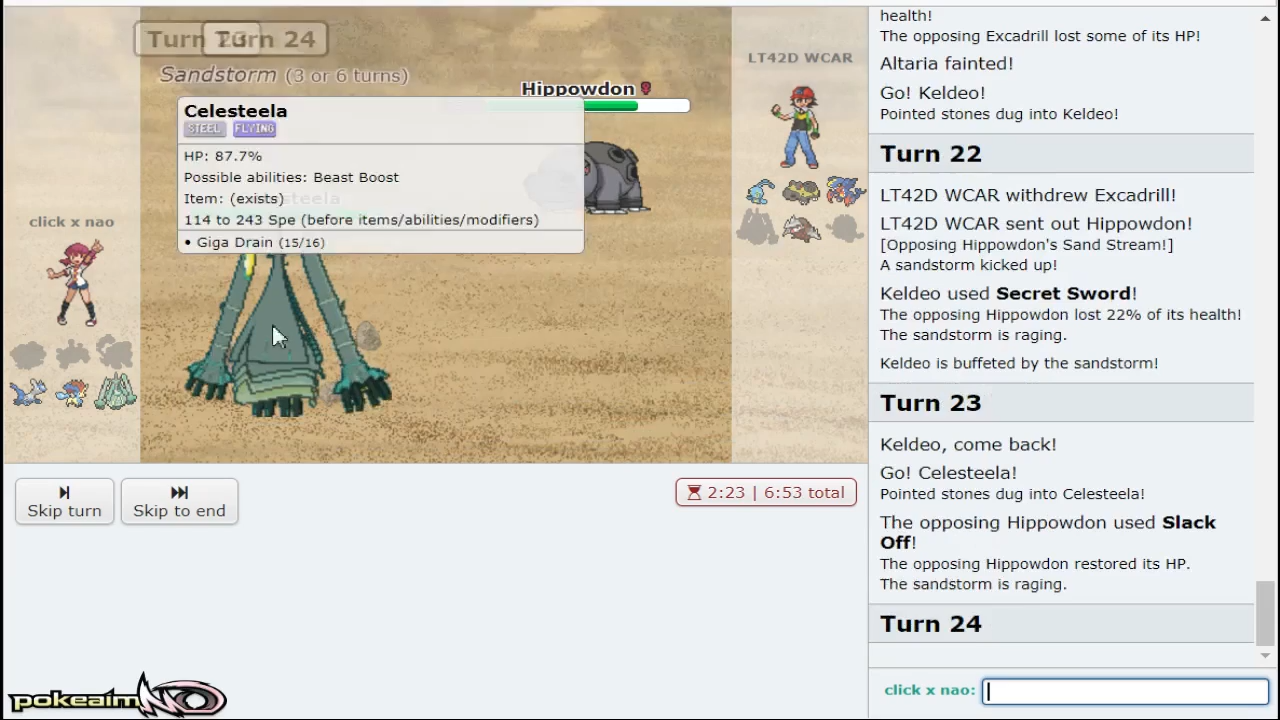 Turn 24
Sandstorm (3 or 6 turns)
Hippowdon
Celesteela
STEEL FLYING
HP: 87.7%
Possible abilities: Beast Boost
Item: (exists)
114 to 243 Spe (before items/abilities/modifiers)
• Giga Drain (15/16)
click x nao
LT42D WCAR
Skip turn
Skip to end
2:23 | 6:53 total
pokeaimNO
health!
The opposing Excadrill lost some of its HP!
Altaria fainted!
Go! Keldeo!
Pointed stones dug into Keldeo!
Turn 22
LT42D WCAR withdrew Excadrill!
LT42D WCAR sent out Hippowdon!
[Opposing Hippowdon's Sand Stream!]
A sandstorm kicked up!
Keldeo used Secret Sword!
The opposing Hippowdon lost 22% of its health!
The sandstorm is raging.
Keldeo is buffeted by the sandstorm!
Turn 23
Keldeo, come back!
Go! Celesteela!
Pointed stones dug into Celesteela!
The opposing Hippowdon used Slack
Off!
The opposing Hippowdon restored its HP.
The sandstorm is raging.
Turn 24
click x nao: